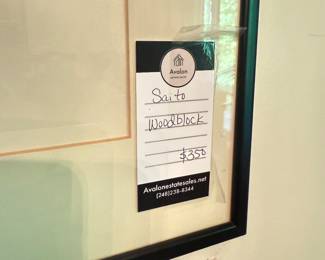 Avalon
Saito
Woodblock
$350
Avalonestatesales.net
(248)238-8344